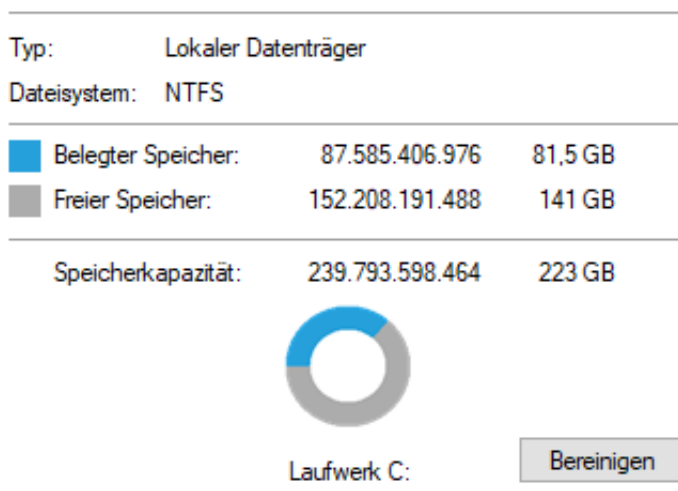 Typ: Lokaler Datenträger
Dateisystem: NTFS
Belegter Speicher: 87.585.406.976 81,5 GB
Freier Speicher: 152.208.191.488 141 GB
Speicherkapazität: 239.793.598.464 223 GB
Laufwerk C:
Bereinigen